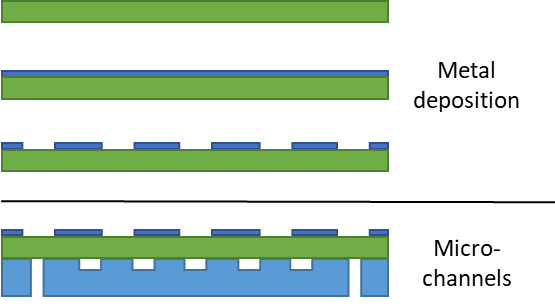 Metal
deposition
Micro-
channels